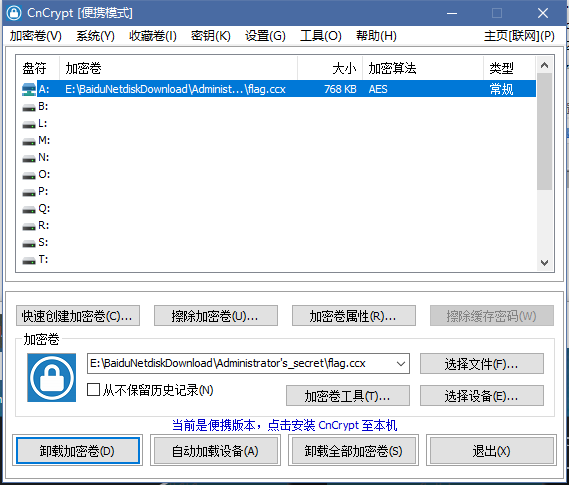 CnCrypt [便携模式]
加密卷(V) 系统(Y) 收藏卷(I) 密钥(K) 设置(G) 工具(O) 帮助(H) 主页[联网](P)
盘符 加密卷 大小 加密算法 类型
A: E:\BaiduNetdiskDownload\Administ...\flag.ccx 768 KB AES 常规
B:
L:
M:
N:
O:
P:
Q:
R:
S:
T:
快速创建加密卷(C)... 擦除加密卷(U)... 加密卷属性(R)... 擦除缓存密码(W)
加密卷
E:\BaiduNetdiskDownload\Administrator's_secret\flag.ccx 选择文件(F)...
从不保留历史记录(N) 加密卷工具(T)... 选择设备(E)...
当前是便携版本，点击安装 CnCrypt 至本机
卸载加密卷(D) 自动加载设备(A) 卸载全部加密卷(S) 退出(X)